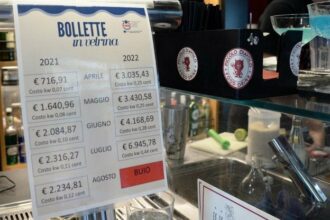 BOLLETTE
in vetrina
2021 2022
€ 716,91 APRILE € 3.035,43
Costo kw 0,07 cent Costo kw 0,25 cent
€ 1.640,96 MAGGIO € 3.430,58
Costo kw 0,08 cent Costo kw 0,25 cent
€ 2.084,87 GIUGNO € 4.168,69
Costo kw 0,10 cent Costo kw 0,28 cent
€ 2.316,27 LUGLIO € 6.945,78
Costo kw 0,11 cent Costo kw 0,44 cent
€ 2.234,81 AGOSTO BUIO
Costo kw 0,12 cent